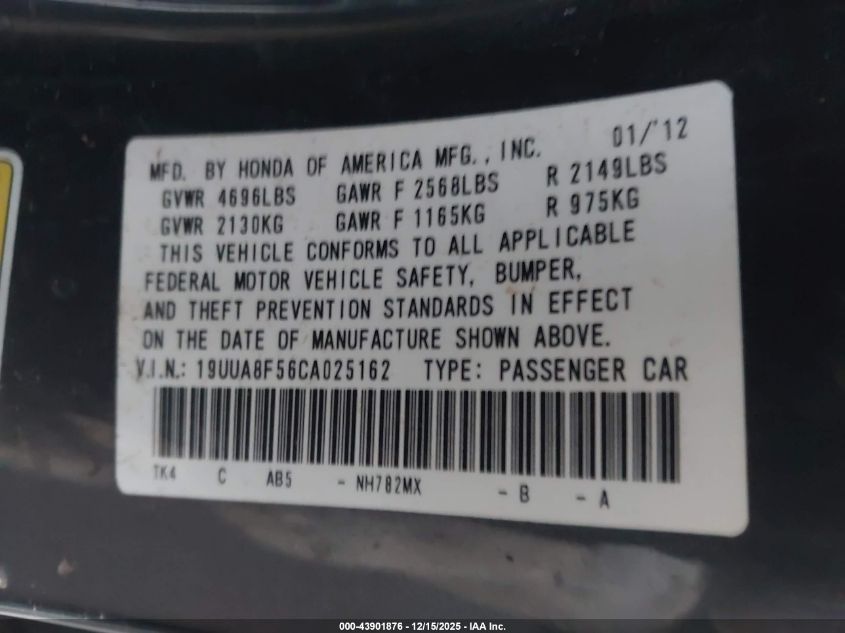 01/'12
MFD. BY HONDA OF AMERICA MFG., INC.
GVWR 4696LBS GAWR F 2568LBS R 2149LBS
GVWR 2130KG GAWR F 1165KG R 975KG
THIS VEHICLE CONFORMS TO ALL APPLICABLE
FEDERAL MOTOR VEHICLE SAFETY, BUMPER,
AND THEFT PREVENTION STANDARDS IN EFFECT
ON THE DATE OF MANUFACTURE SHOWN ABOVE.
V.I.N.: 19UUA8F56CA025162 TYPE: PASSENGER CAR
TK4 C AB5 - NH782MX - B - A
000-43901876 - 12/15/2025 - IAA Inc.